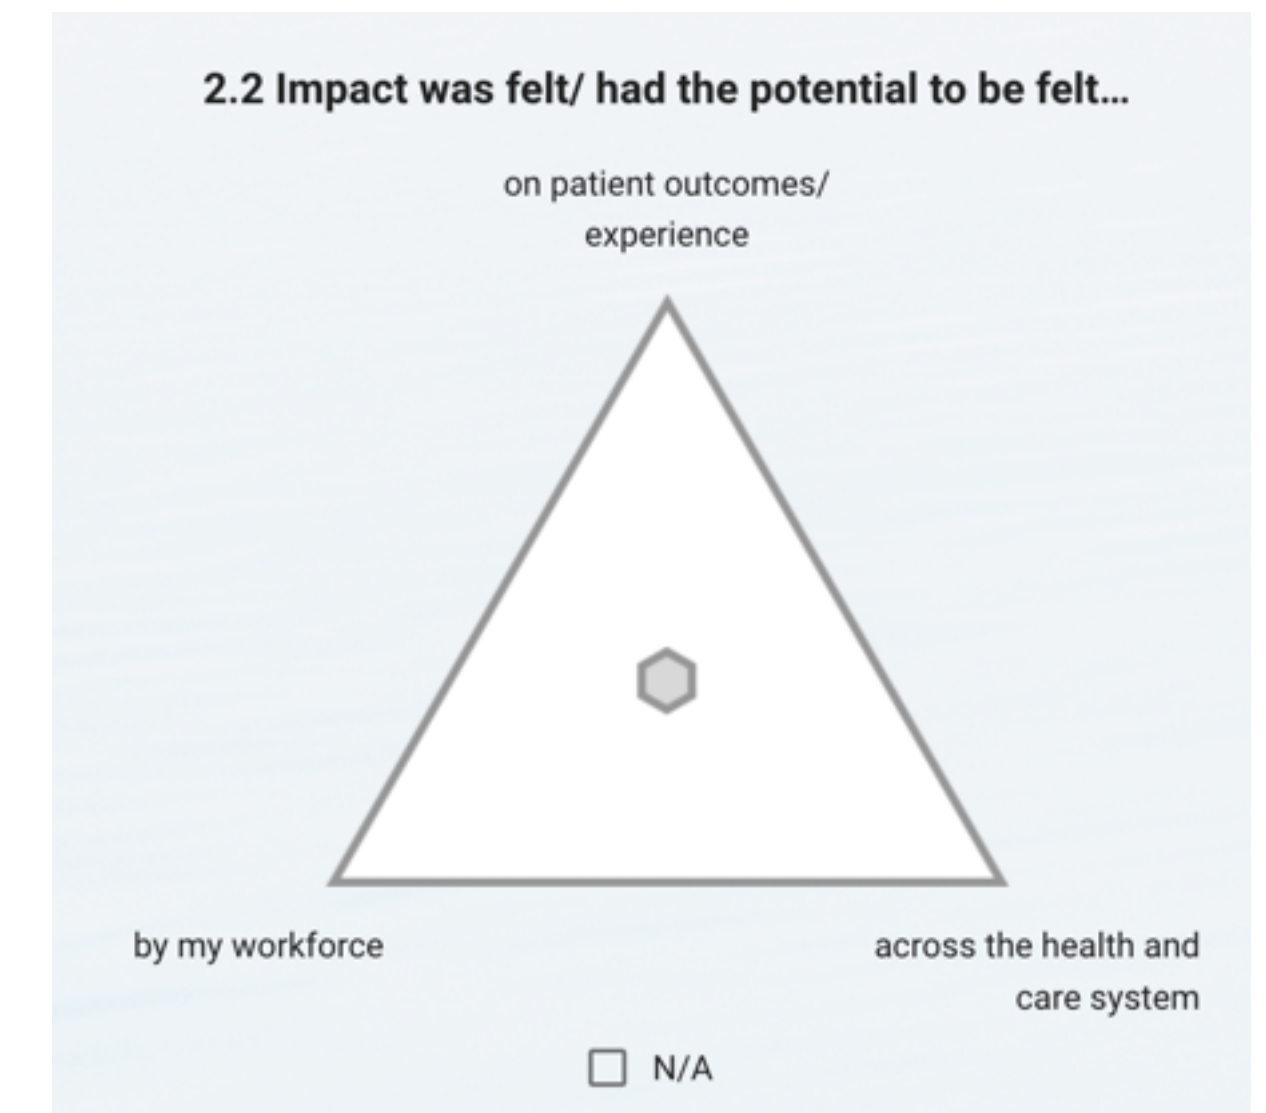 2.2 Impact was felt/ had the potential to be felt...
on patient outcomes/
experience
by my workforce
across the health and
care system
N/A